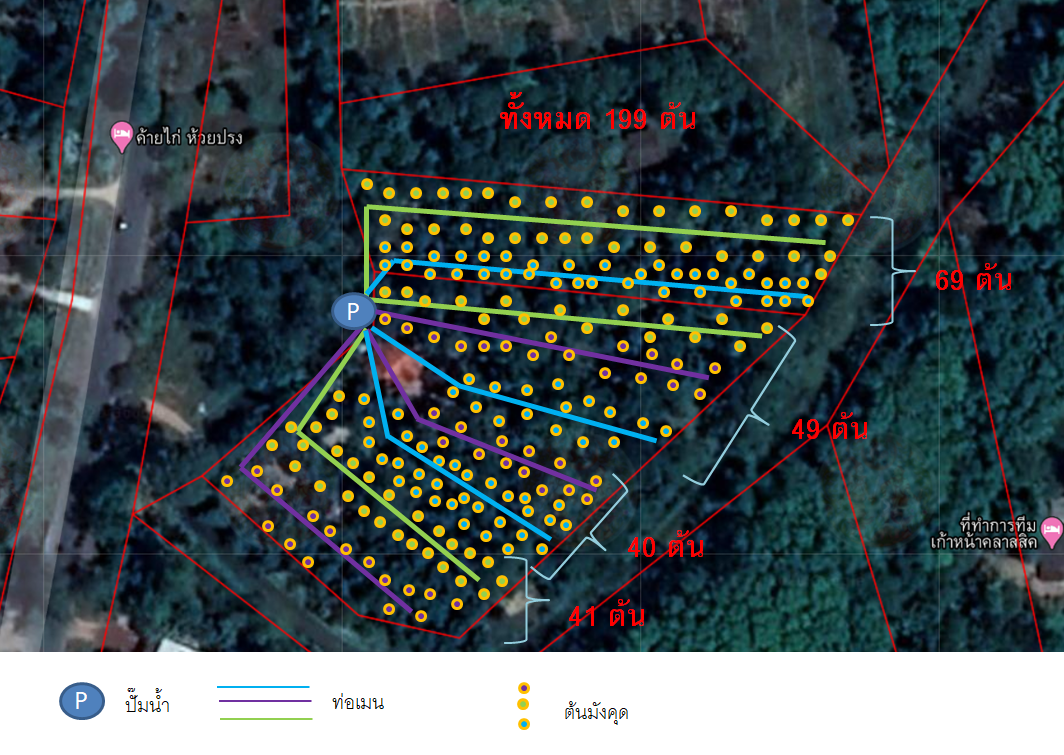 ทั้งหมด 199 ต้น
ค่ายไก่ ห้วยปรง
69 ต้น
P
49 ต้น
ที่ทำการทีม
เก้าหน้าคลาสสิค
40 ต้น
41 ต้น
P
ปั๊มน้ำ
ท่อเมน
ต้นมังคุด